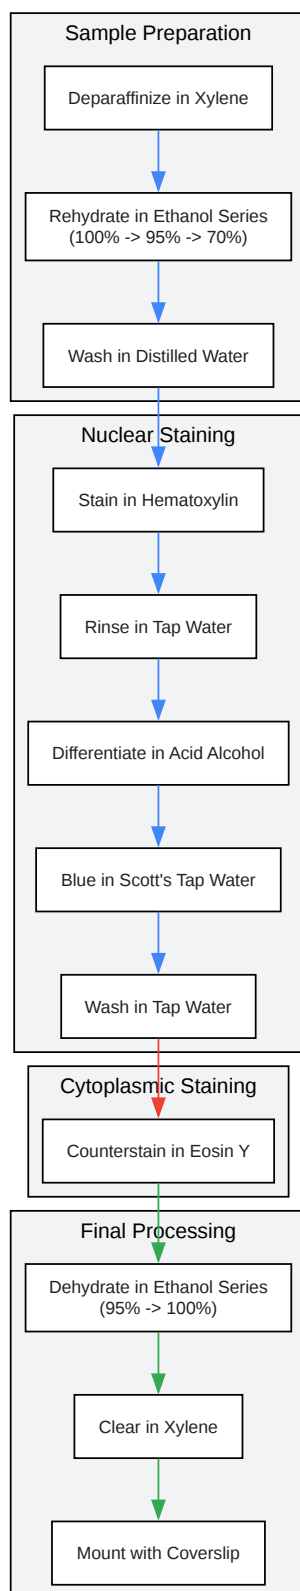 Sample Preparation
Deparaffinize in Xylene
Rehydrate in Ethanol Series
(100% -> 95% -> 70%)
Wash in Distilled Water
Nuclear Staining
Stain in Hematoxylin
Rinse in Tap Water
Differentiate in Acid Alcohol
Blue in Scott's Tap Water
Wash in Tap Water
Cytoplasmic Staining
Counterstain in Eosin Y
Final Processing
Dehydrate in Ethanol Series
(95% -> 100%)
Clear in Xylene
Mount with Coverslip